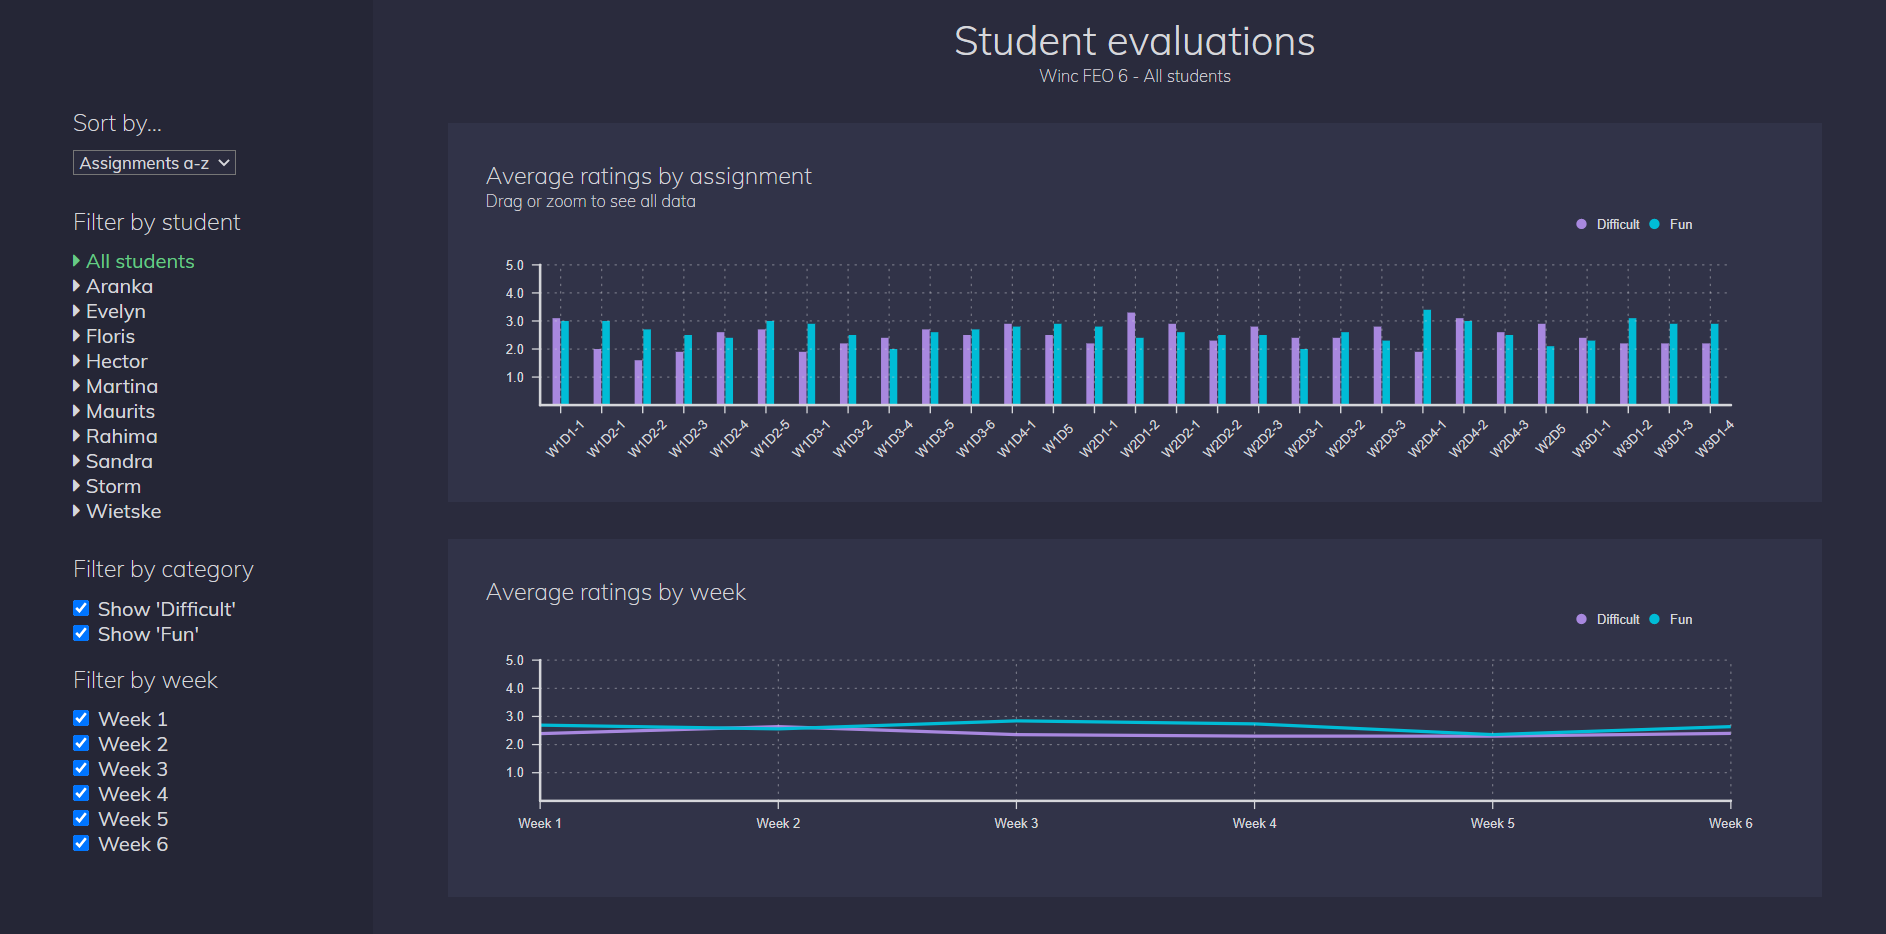 Student evaluations
Winc FEO 6 - All students
Sort by...
Assignments a-z
Filter by student
All students
Aranka
Evelyn
Floris
Hector
Martina
Maurits
Rahima
Sandra
Storm
Wietske
Filter by category
Show 'Difficult'
Show 'Fun'
Filter by week
Week 1
Week 2
Week 3
Week 4
Week 5
Week 6
Average ratings by assignment
Drag or zoom to see all data
Difficult Fun
5.0
4.0
3.0
2.0
1.0
W1D1-1 W1D2-1 W1D2-2 W1D2-3 W1D2-4 W1D2-5 W1D3-1 W1D3-2 W1D3-4 W1D3-5 W1D3-6 W1D4-1 W1D5 W2D1-1 W2D1-2 W2D2-1 W2D2-2 W2D2-3 W2D3-1 W2D3-2 W2D3-3 W2D4-1 W2D4-2 W2D4-3 W2D5 W3D1-1 W3D1-2 W3D1-3 W3D1-4
Average ratings by week
Difficult Fun
5.0
4.0
3.0
2.0
1.0
Week 1 Week 2 Week 3 Week 4 Week 5 Week 6